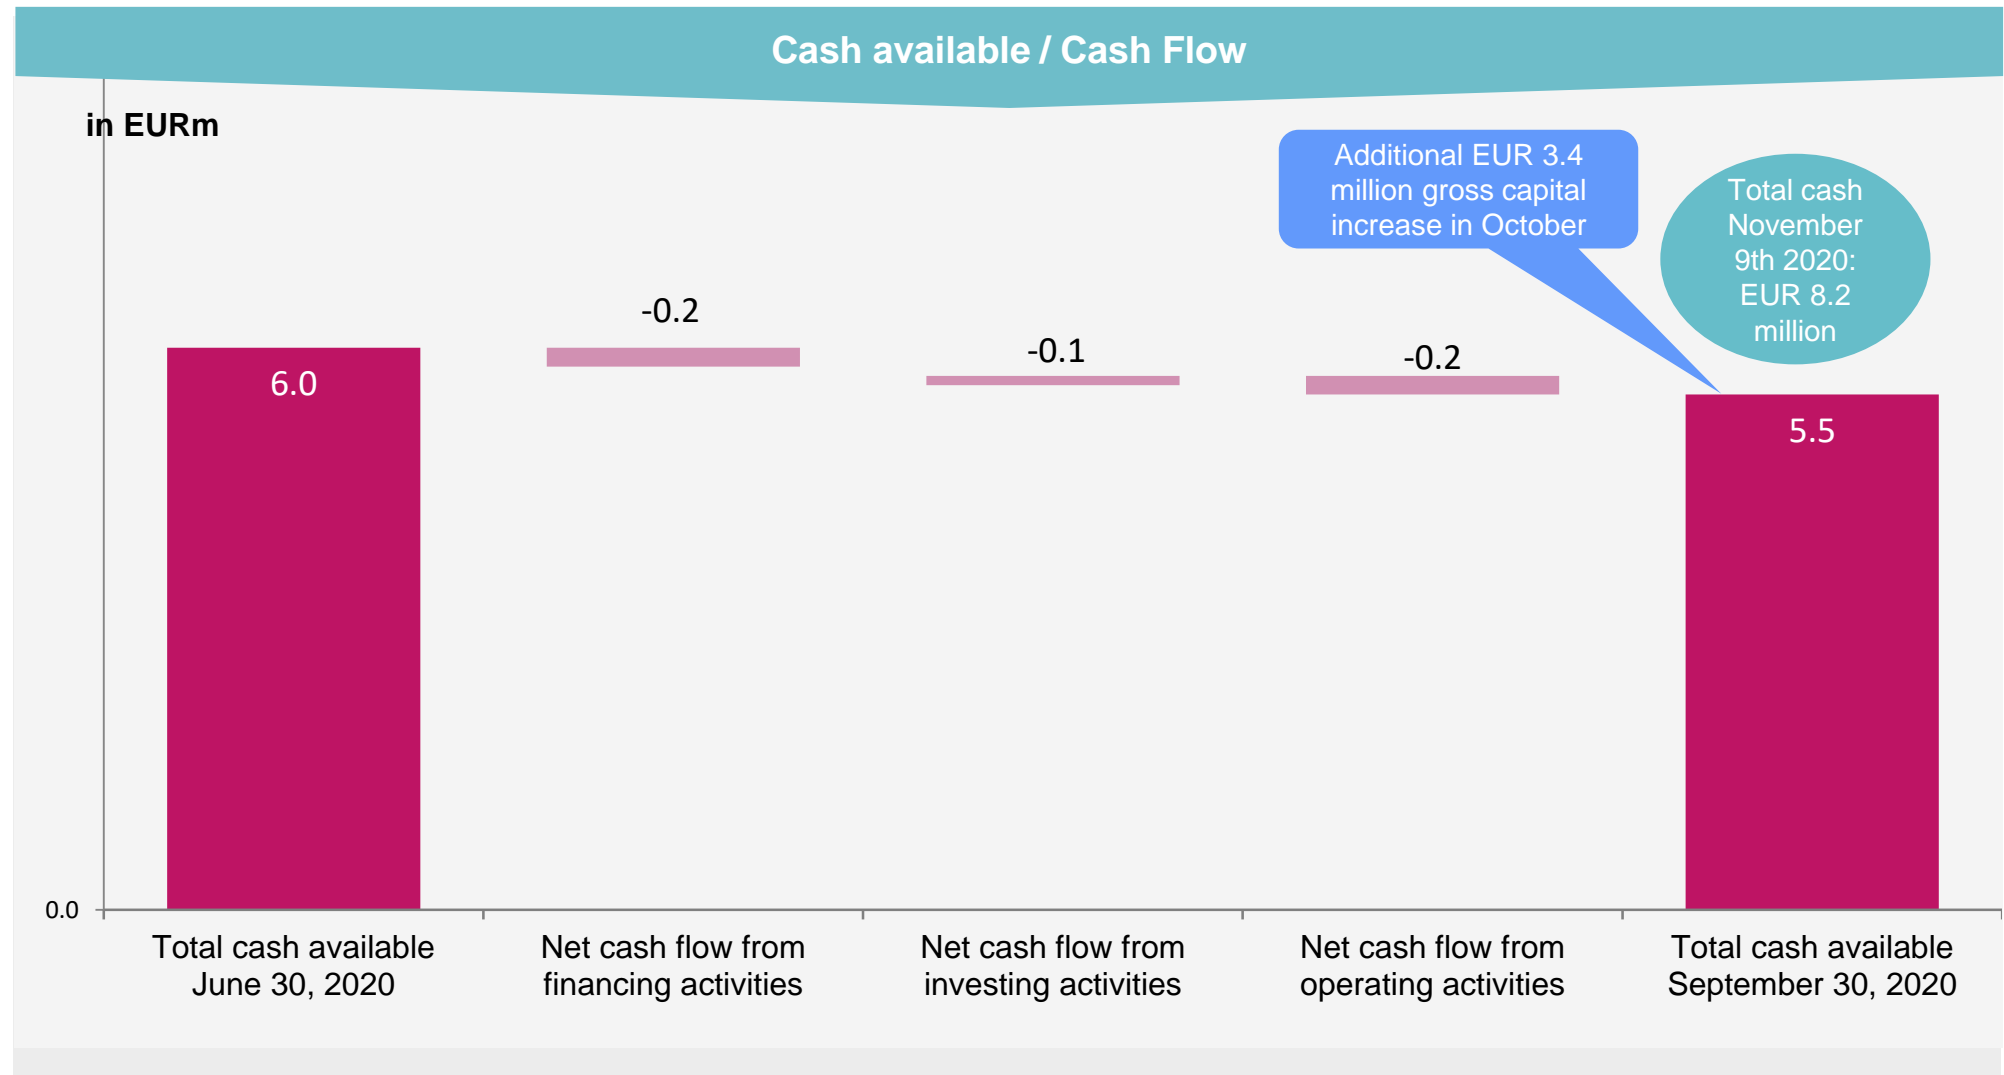 Cash available / Cash Flow
in EURm
Additional EUR 3.4
million gross capital
increase in October
Total cash
November
9th 2020:
EUR 8.2
million
-0.2
-0.1
-0.2
6.0
5.5
0.0
Total cash available
June 30, 2020
Net cash flow from
financing activities
Net cash flow from
investing activities
Net cash flow from
operating activities
Total cash available
September 30, 2020